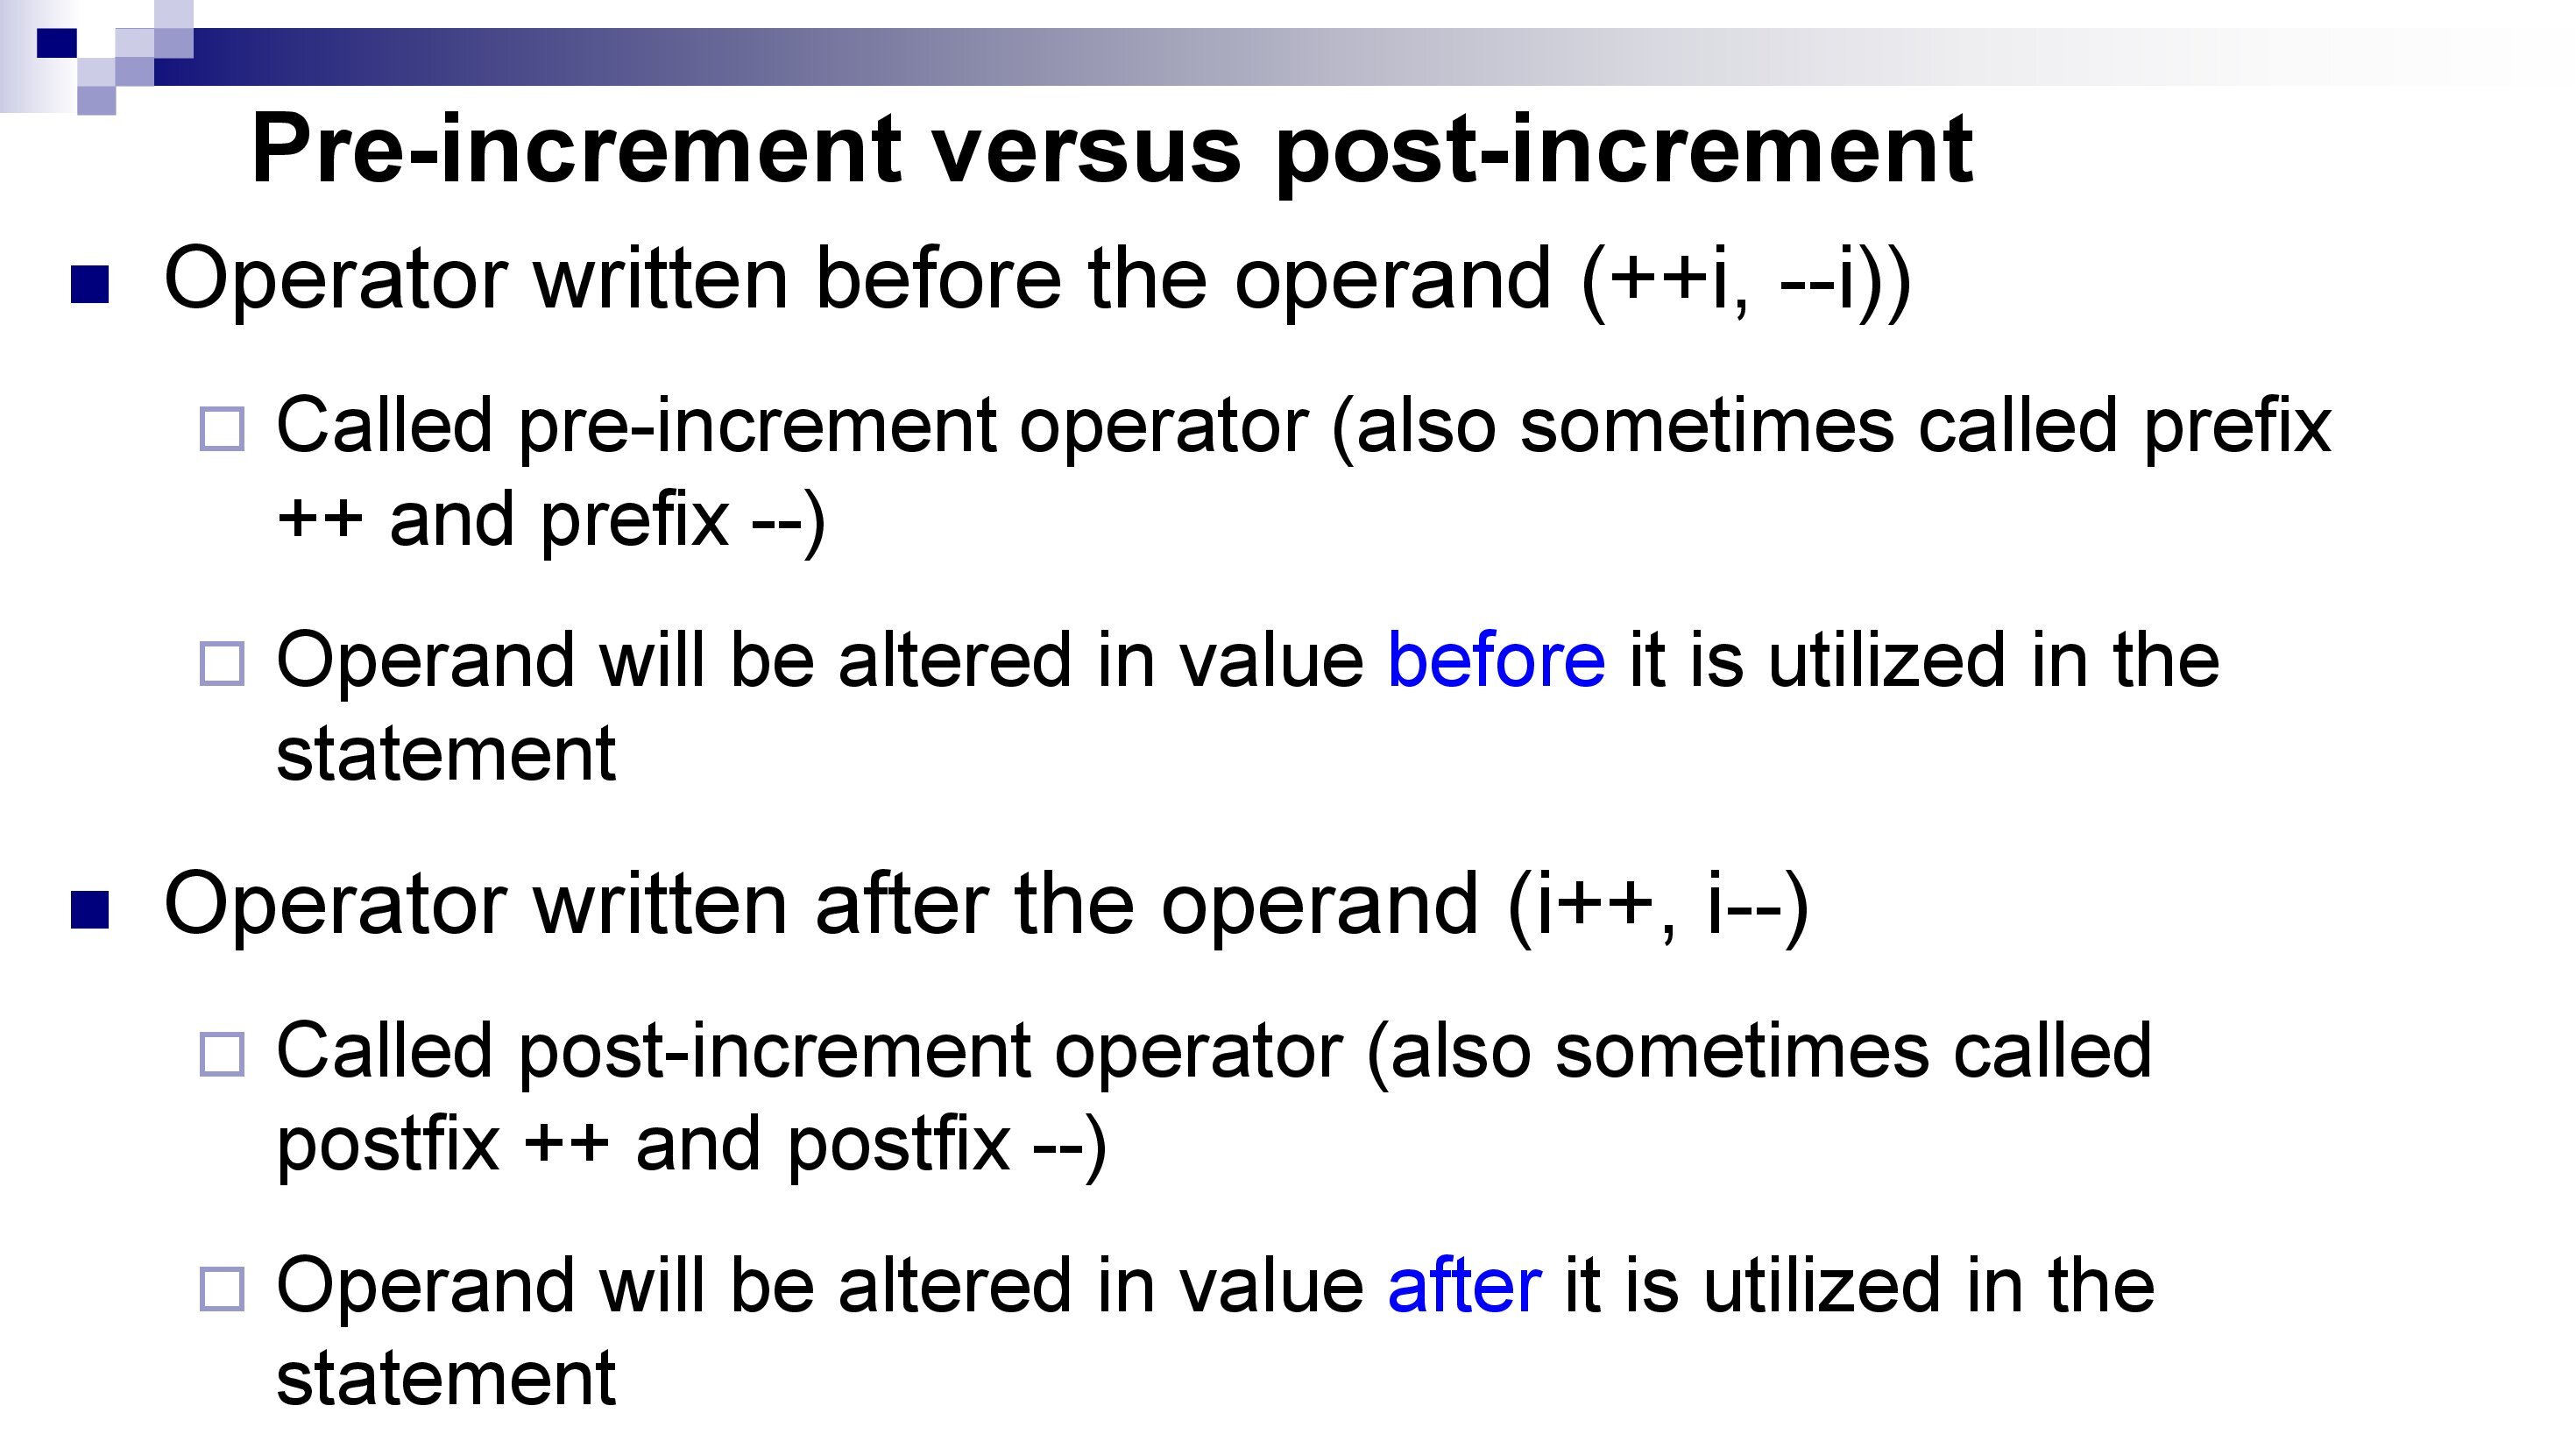 Pre-increment versus post-increment
Operator written before the operand (++i, --i))
Called pre-increment operator (also sometimes called prefix
++ and prefix --)
Operand will be altered in value before it is utilized in the
statement
Operator written after the operand (i++, i--)
Called post-increment operator (also sometimes called
postfix ++ and postfix --)
Operand will be altered in value after it is utilized in the
statement